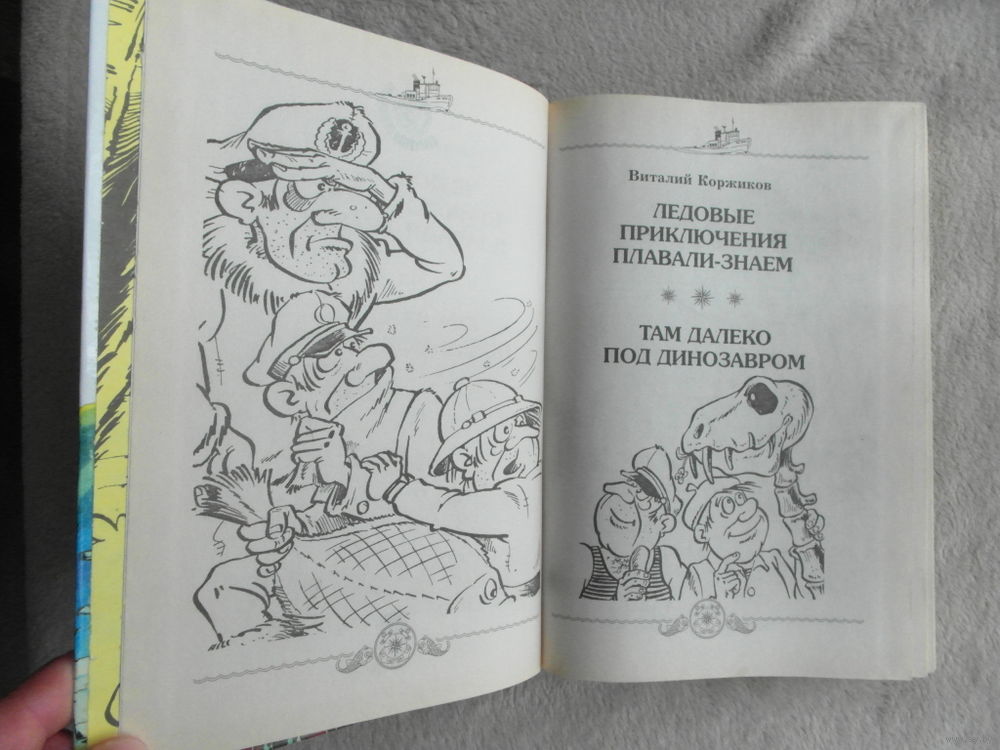 Виталий Коржиков
ЛЕДОВЫЕ
ПРИКЛЮЧЕНИЯ
ПЛАВАЛИ-ЗНАЕМ
ТАМ ДАЛЕКО
ПОД ДИНОЗАВРОМ